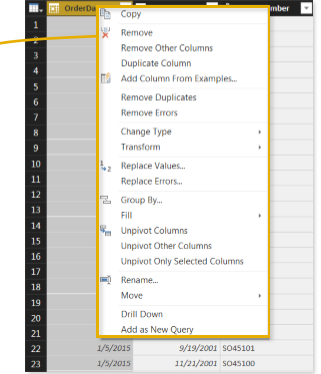 OrderDa
mber
1
2
3
4
5
6
7
8
9
10
11
12
13
14
15
16
17
18
19
20
21
22 1/5/2015 9/19/2001 SO45101
23 1/5/2015 11/21/2001 SO45100
Copy
Remove
Remove Other Columns
Duplicate Column
Add Column From Examples...
Remove Duplicates
Remove Errors
Change Type
Transform
Replace Values...
Replace Errors...
Group By...
Fill
Unpivot Columns
Unpivot Other Columns
Unpivot Only Selected Columns
Rename...
Move
Drill Down
Add as New Query